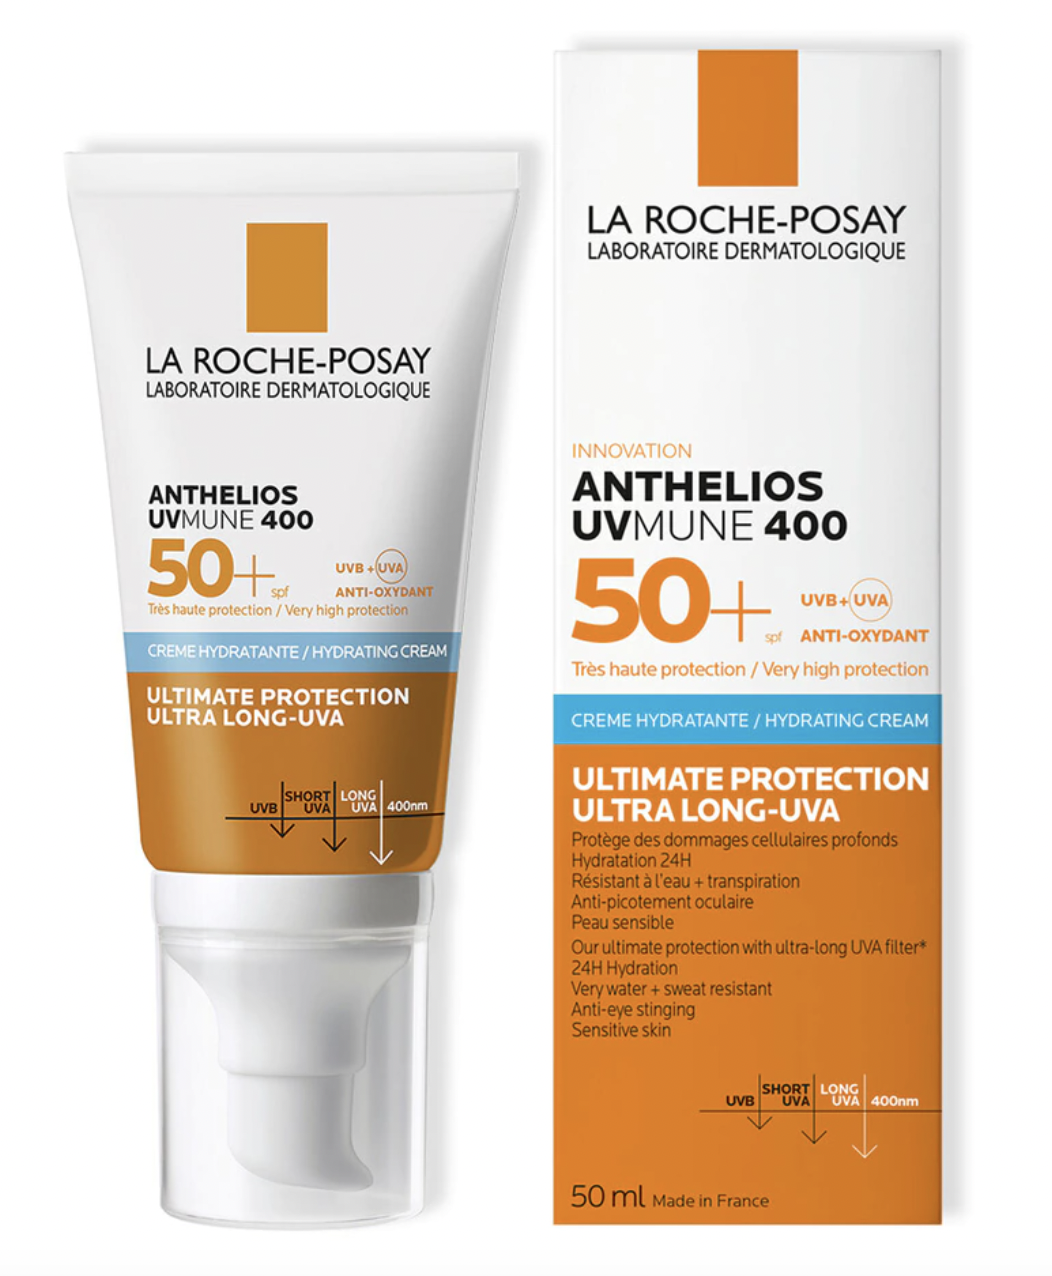 LA ROCHE-POSAY
LABORATOIRE DERMATOLOGIQUE
ANTHELIOS
UVMUNE 400
50+ spf
UVB + UVA
ANTI-OXYDANT
Très haute protection / Very high protection
CREME HYDRATANTE / HYDRATING CREAM
ULTIMATE PROTECTION
ULTRA LONG-UVA
UVB
SHORT
UVA
LONG
UVA
400nm
LA ROCHE-POSAY
LABORATOIRE DERMATOLOGIQUE
INNOVATION
ANTHELIOS
UVMUNE 400
50+ spf
UVB + UVA
ANTI-OXYDANT
Très haute protection / Very high protection
CREME HYDRATANTE / HYDRATING CREAM
ULTIMATE PROTECTION
ULTRA LONG-UVA
Protège des dommages cellulaires profonds
Hydratation 24H
Résistant à l'eau + transpiration
Anti-picotement oculaire
Peau sensible
Our ultimate protection with ultra-long UVA filter*
24H Hydration
Very water + sweat resistant
Anti-eye stinging
Sensitive skin
UVB
SHORT
UVA
LONG
UVA
400nm
50 ml Made in France